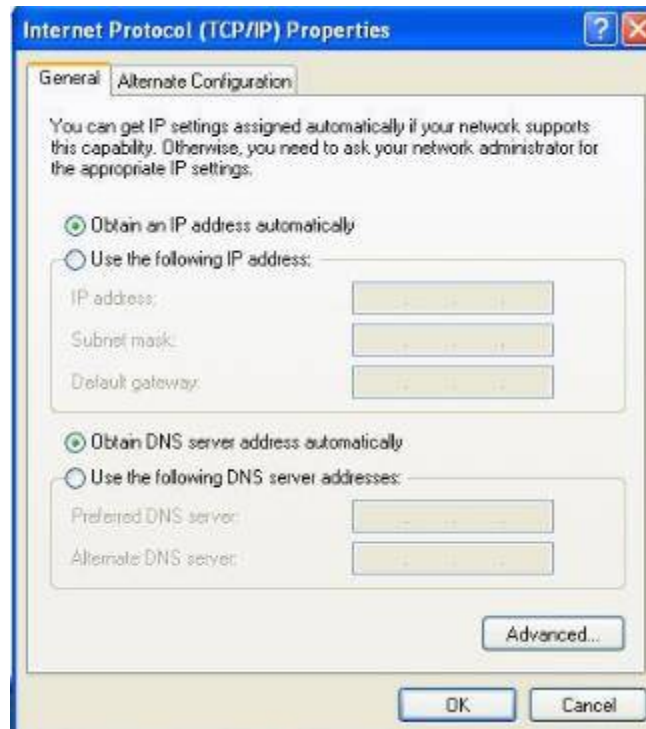 Internet Protocol (TCP/IP) Properties
General
Alternate Configuration
You can get IP settings assigned automatically if your network supports
this capability. Otherwise, you need to ask your network administrator for
the appropriate IP settings.
Obtain an IP address automatically
Use the following IP address:
IP address:
Subnet mask:
Default gateway:
Obtain DNS server address automatically
Use the following DNS server addresses:
Preferred DNS server:
Alternate DNS server:
Advanced...
OK
Cancel